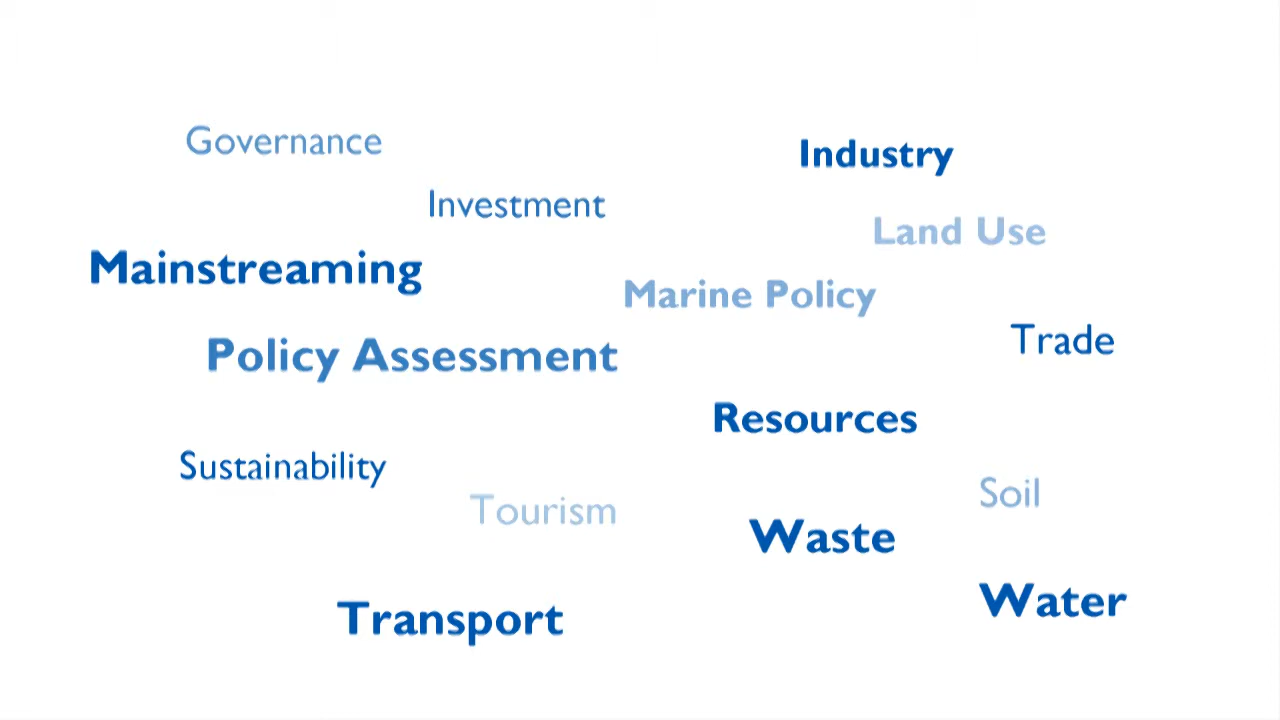 Governance
Industry
Investment
Land Use
Mainstreaming
Marine Policy
Trade
Policy Assessment
Resources
Sustainability
Soil
Tourism
Waste
Water
Transport